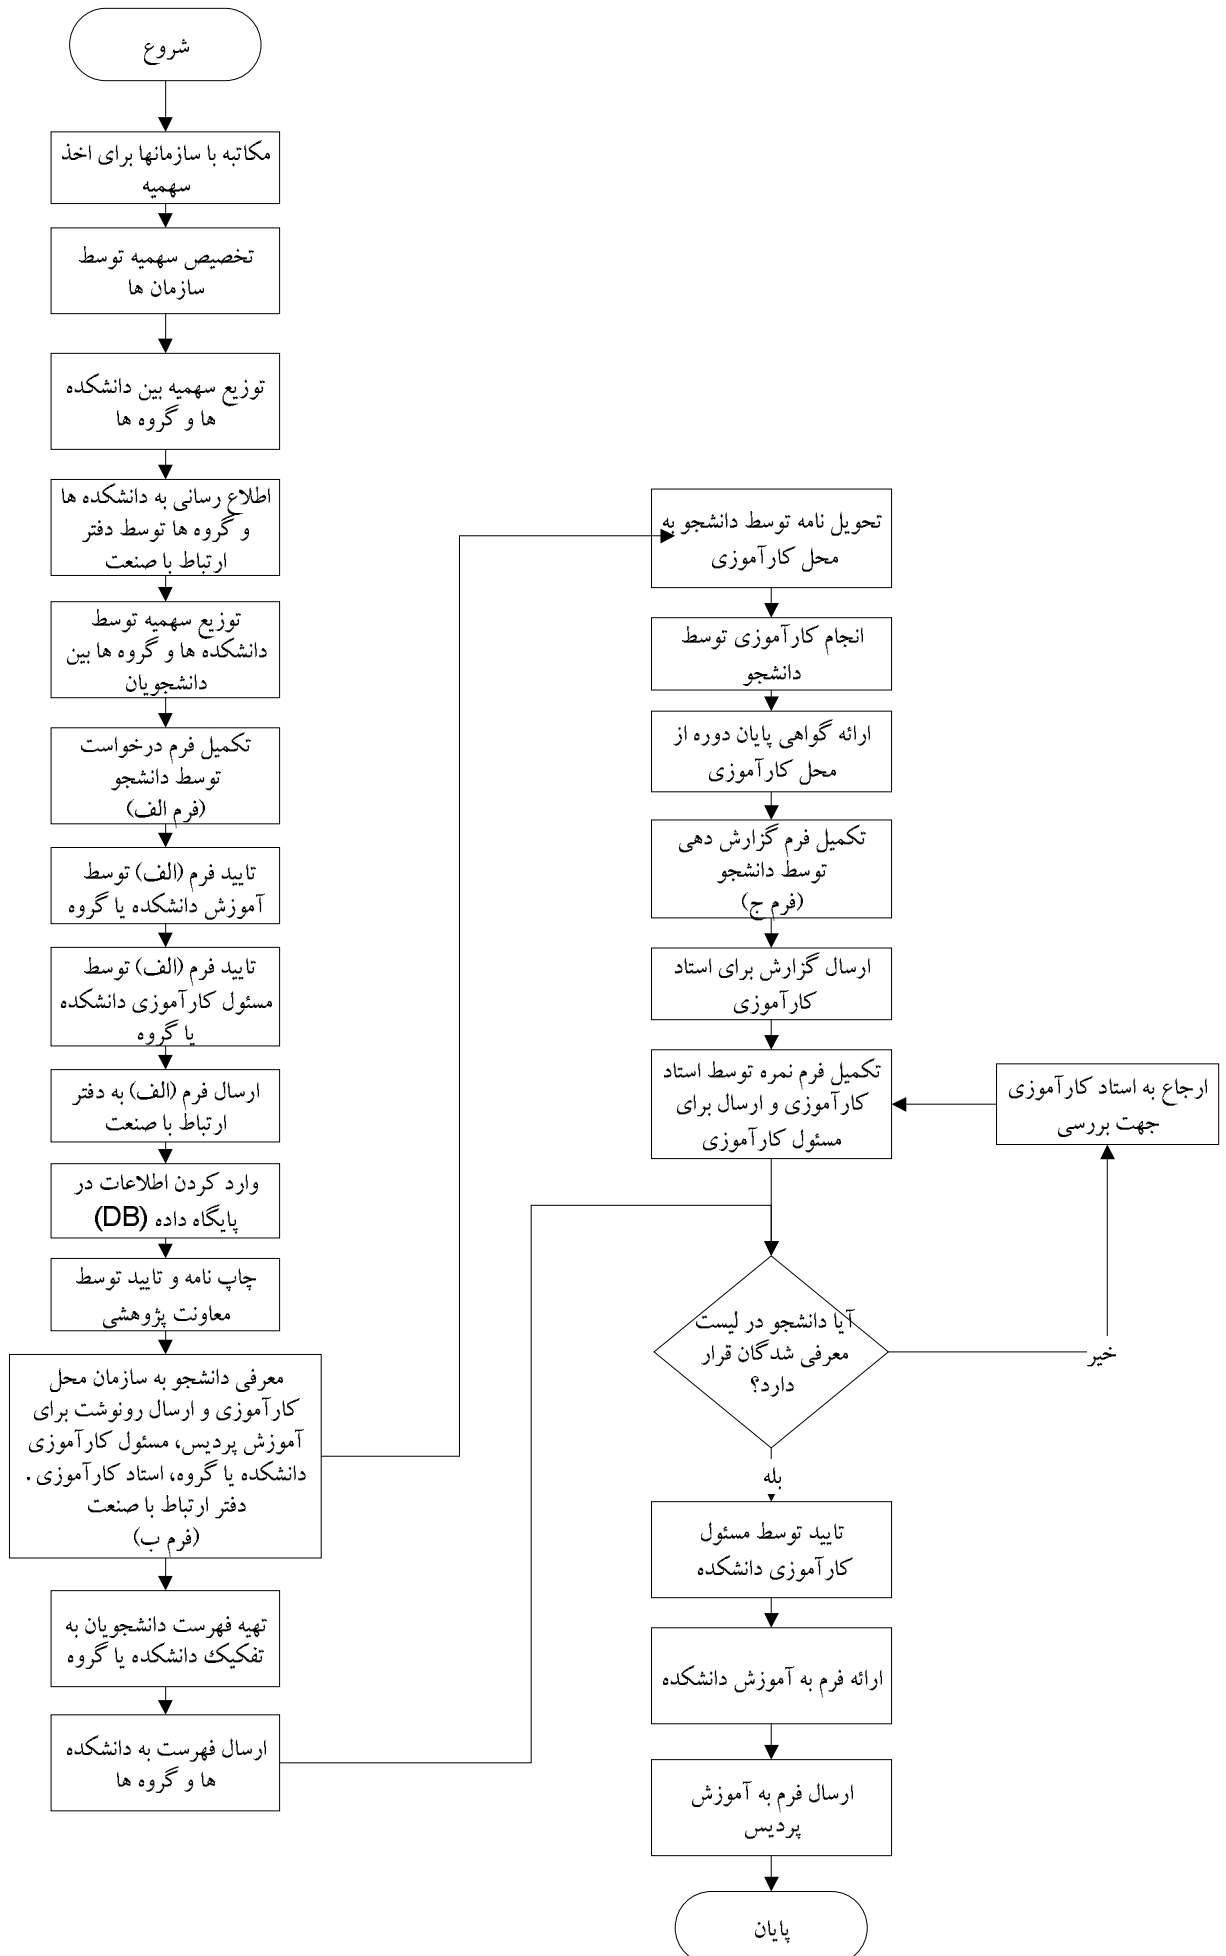 شروع
مکاتبه با سازمانها برای اخذ
سهمیه
تخصیص سهمیه توسط
سازمان ها
توزیع سهمیه بین دانشکده
ها و گروه ها
اطلاع رسانی به دانشکده ها
و گروه ها توسط دفتر
ارتباط با صنعت
توزیع سهمیه توسط
دانشکده ها و گروه ها بین
دانشجویان
تکمیل فرم درخواست
توسط دانشجو
(فرم الف)
تایید فرم (الف) توسط
آموزش دانشکده یا گروه
تایید فرم (الف) توسط
مسئول کارآموزی دانشکده
یا گروه
ارسال فرم (الف) به دفتر
ارتباط با صنعت
وارد کردن اطلاعات در
پایگاه داده (DB)
چاپ نامه و تایید توسط
معاونت پژوهشی
معرفی دانشجو به سازمان محل
کارآموزی و ارسال رونوشت برای
آموزش پردیس، مسئول کارآموزی
دانشکده یا گروه، استاد کارآموزی .
دفتر ارتباط با صنعت
(فرم ب)
تهیه فهرست دانشجویان به
تفکیک دانشکده یا گروه
ارسال فهرست به دانشکده
ها و گروه ها
تحویل نامه توسط دانشجو به
محل کارآموزی
انجام کارآموزی توسط
دانشجو
ارائه گواهی پایان دوره از
محل کارآموزی
تکمیل فرم گزارش دهی
توسط دانشجو
(فرم ج)
ارسال گزارش برای استاد
کارآموزی
تکمیل فرم نمره توسط استاد
کارآموزی و ارسال برای
مسئول کارآموزی
ارجاع به استاد کارآموزی
جهت بررسی
آیا دانشجو در لیست
معرفی شدگان قرار
دارد؟
خیر
بله
تایید توسط مسئول
کارآموزی دانشکده
ارائه فرم به آموزش دانشکده
ارسال فرم به آموزش
پردیس
پایان